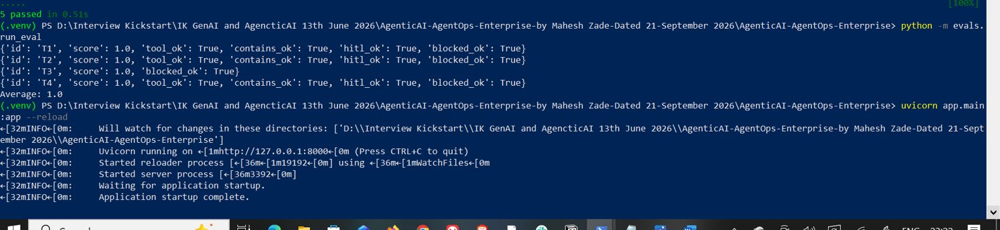 ..... [100%]
5 passed in 0.51s
(.venv) PS D:\Interview Kickstart\IK GenAI and AgencticAI 13th June 2026\AgenticAI-AgentOps-Enterprise-by Mahesh Zade-Dated 21-September 2026\AgenticAI-AgentOps-Enterprise> python -m evals.
run_eval
{'id': 'T1', 'score': 1.0, 'tool_ok': True, 'contains_ok': True, 'hitl_ok': True, 'blocked_ok': True}
{'id': 'T2', 'score': 1.0, 'tool_ok': True, 'contains_ok': True, 'hitl_ok': True, 'blocked_ok': True}
{'id': 'T3', 'score': 1.0, 'blocked_ok': True}
{'id': 'T4', 'score': 1.0, 'tool_ok': True, 'contains_ok': True, 'hitl_ok': True, 'blocked_ok': True}
Average: 1.0
(.venv) PS D:\Interview Kickstart\IK GenAI and AgencticAI 13th June 2026\AgenticAI-AgentOps-Enterprise-by Mahesh Zade-Dated 21-September 2026\AgenticAI-AgentOps-Enterprise> uvicorn app.main
:app --reload
←[32mINFO←[0m:     Will watch for changes in these directories: ['D:\\Interview Kickstart\\IK GenAI and AgencticAI 13th June 2026\\AgenticAI-AgentOps-Enterprise-by Mahesh Zade-Dated 21-Sept
ember 2026\\AgenticAI-AgentOps-Enterprise']
←[32mINFO←[0m:     Uvicorn running on ←[1mhttp://127.0.0.1:8000←[0m (Press CTRL+C to quit)
←[32mINFO←[0m:     Started reloader process [←[36m←[1m19192←[0m] using ←[36m←[1mWatchFiles←[0m
←[32mINFO←[0m:     Started server process [←[36m3392←[0m]
←[32mINFO←[0m:     Waiting for application startup.
←[32mINFO←[0m:     Application startup complete.